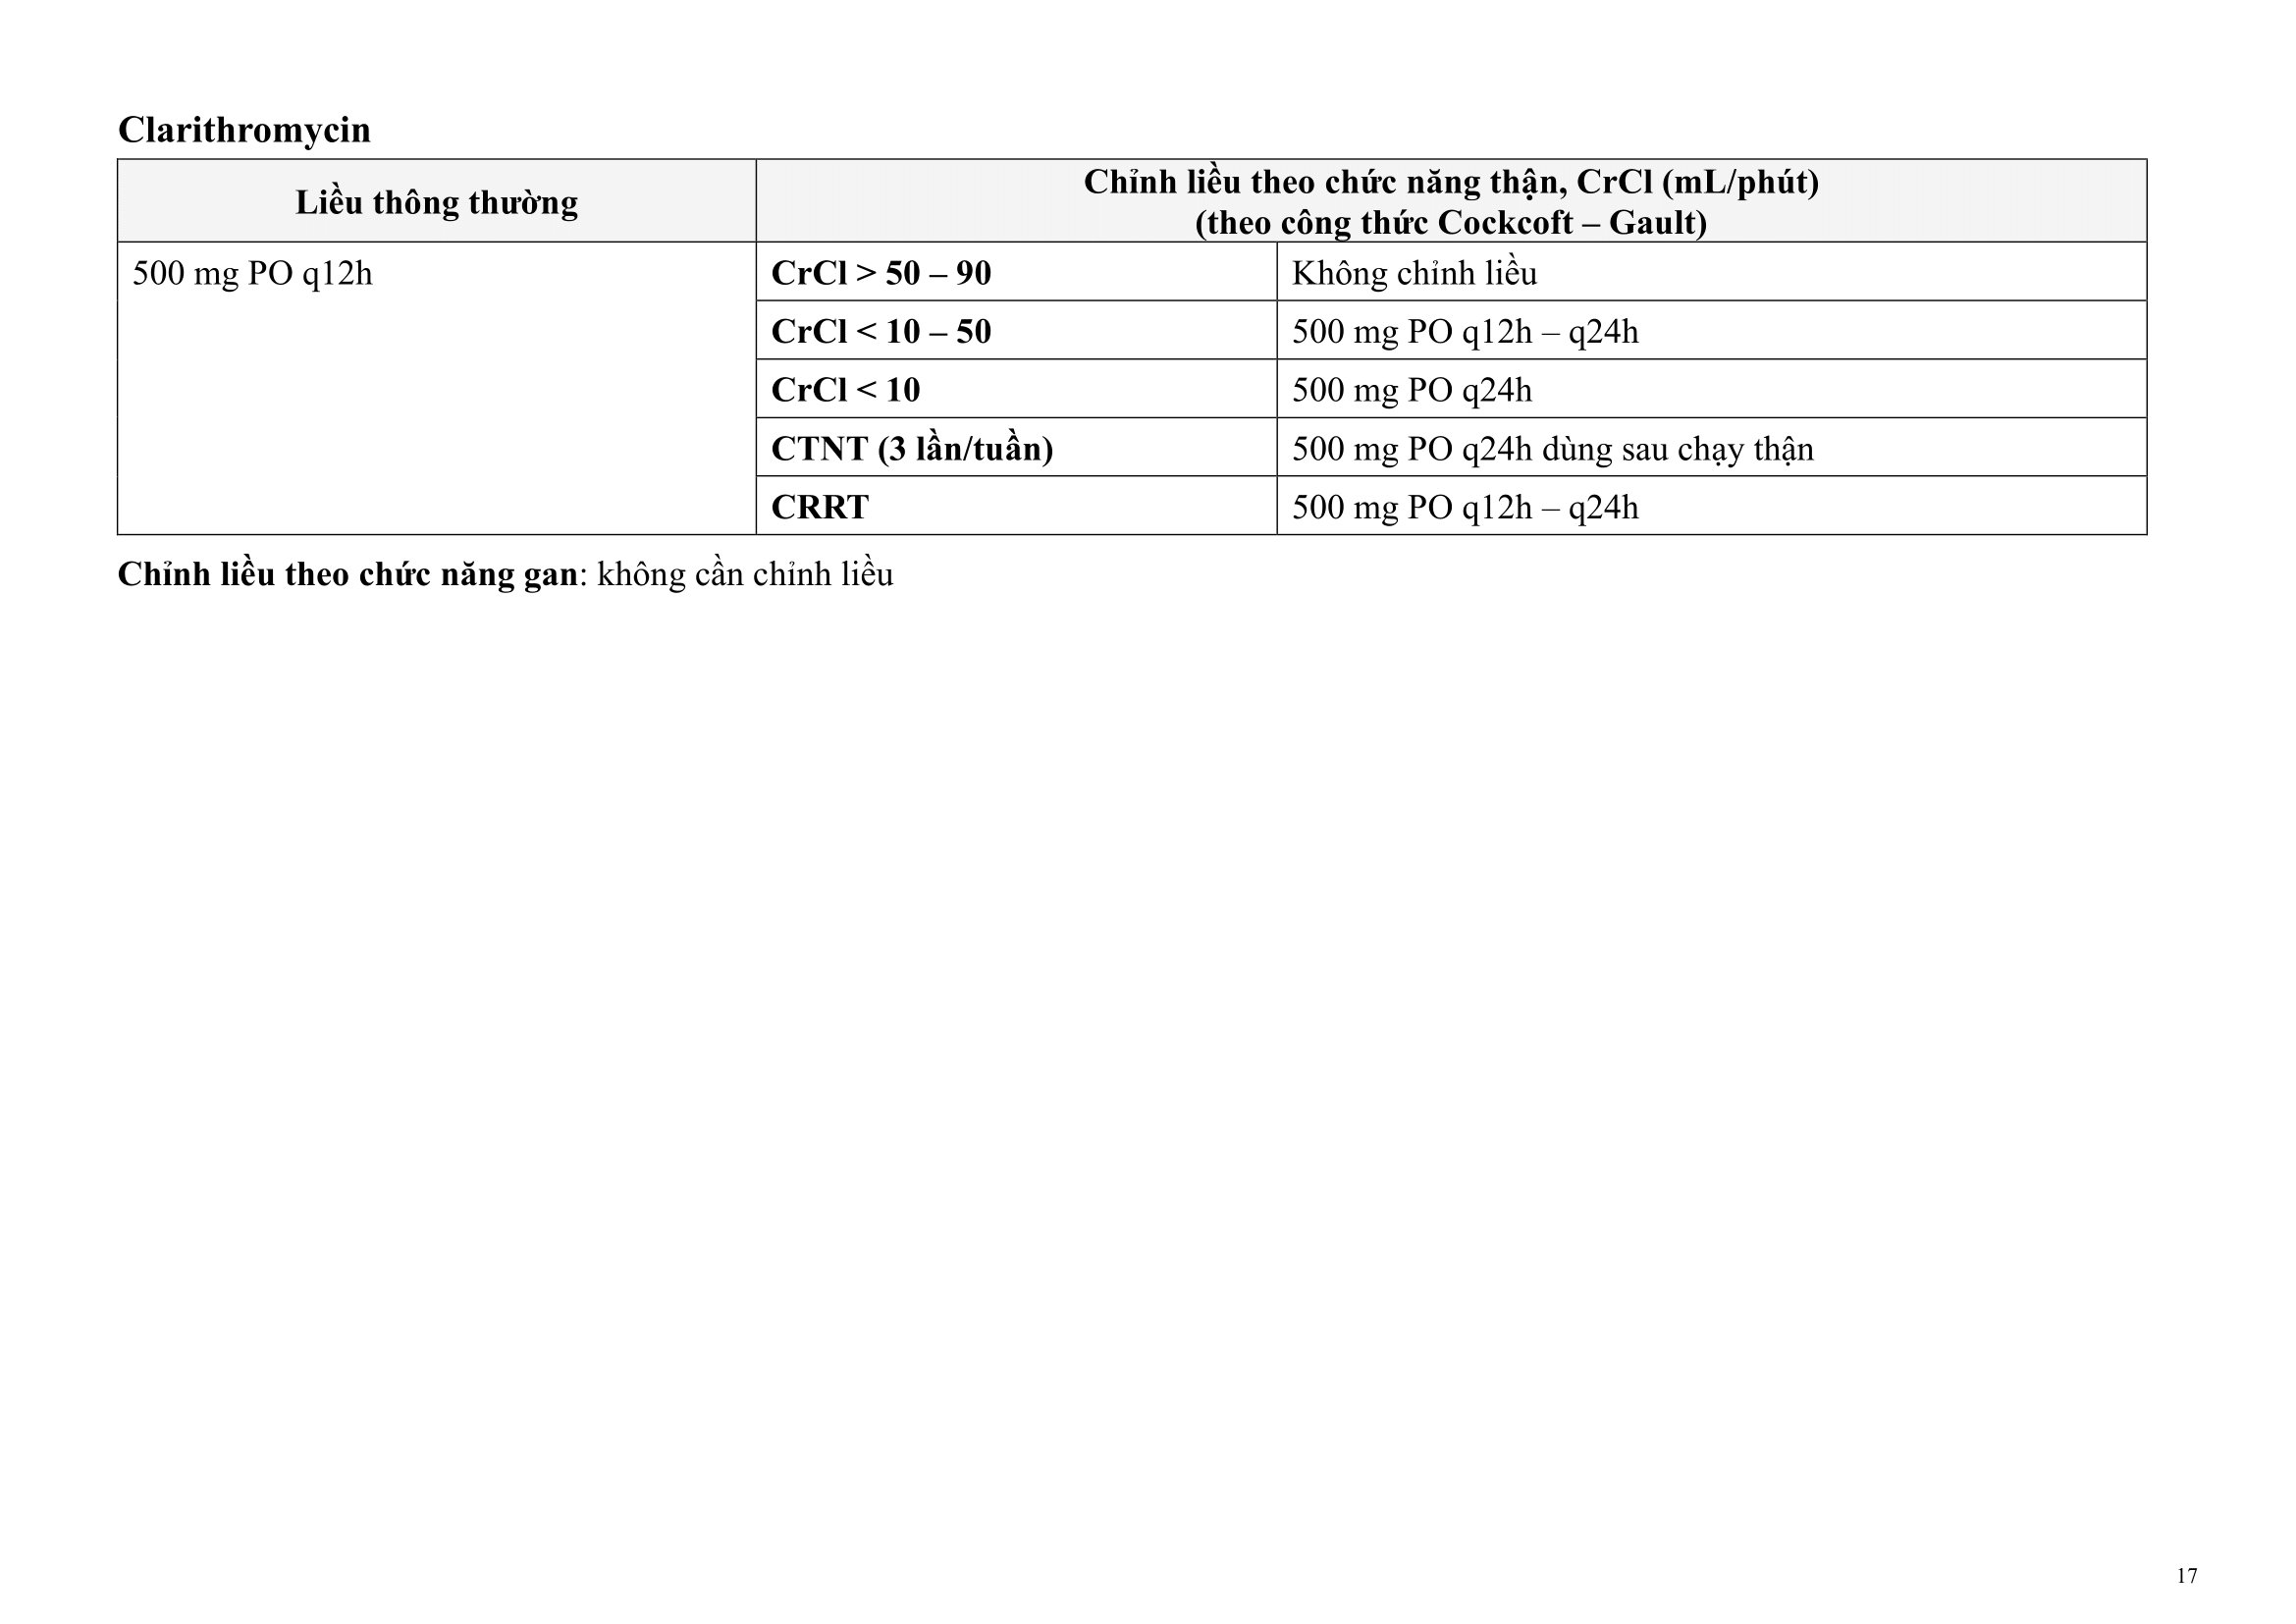 Clarithromycin
Liều thông thường
Chỉnh liều theo chức năng thận, CrCl (mL/phút)
(theo công thức Cockcoft – Gault)
500 mg PO q12h
CrCl > 50 – 90
Không chỉnh liều
CrCl < 10 – 50
500 mg PO q12h – q24h
CrCl < 10
500 mg PO q24h
CTNT (3 lần/tuần)
500 mg PO q24h dùng sau chạy thận
CRRT
500 mg PO q12h – q24h
Chỉnh liều theo chức năng gan: không cần chỉnh liều
17